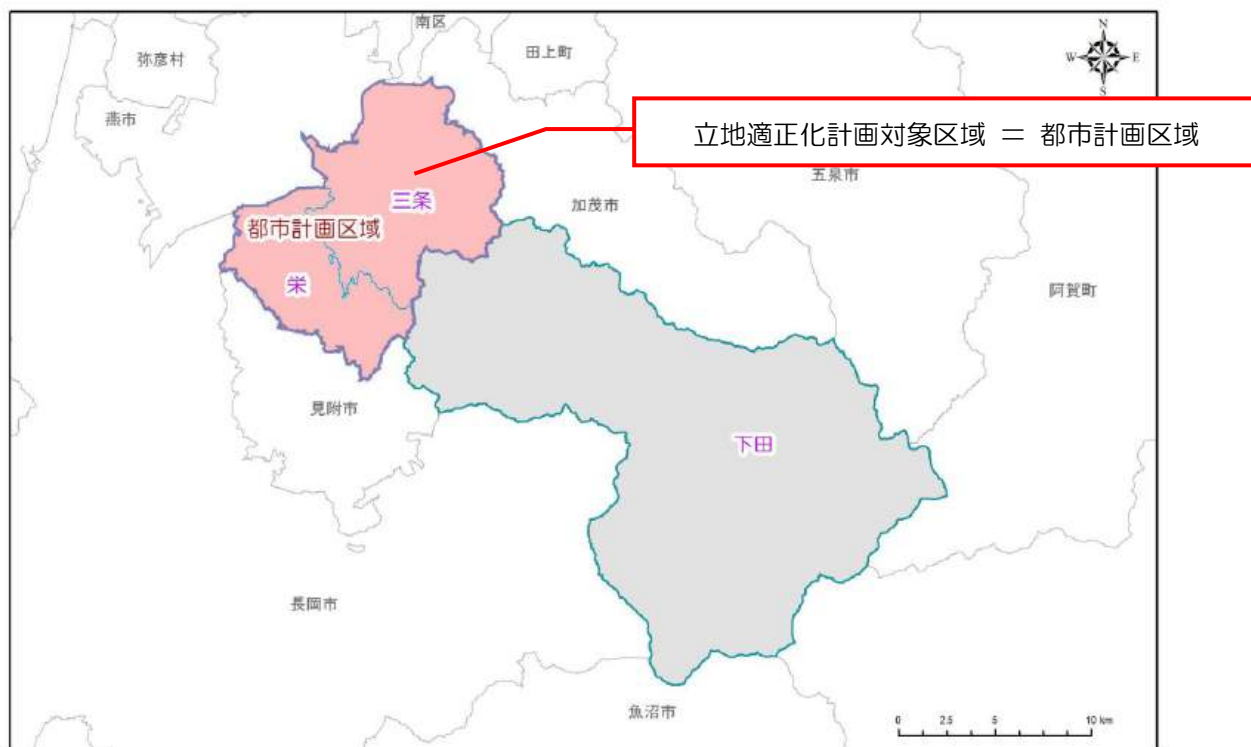 南区
弥彦村
田上町
N
W
E
S
燕市
立地適正化計画対象区域 ＝ 都市計画区域
五泉市
三条
加茂市
都市計画区域
栄
阿賀町
見附市
下田
長岡市
魚沼市
0 2.5 5 10 km